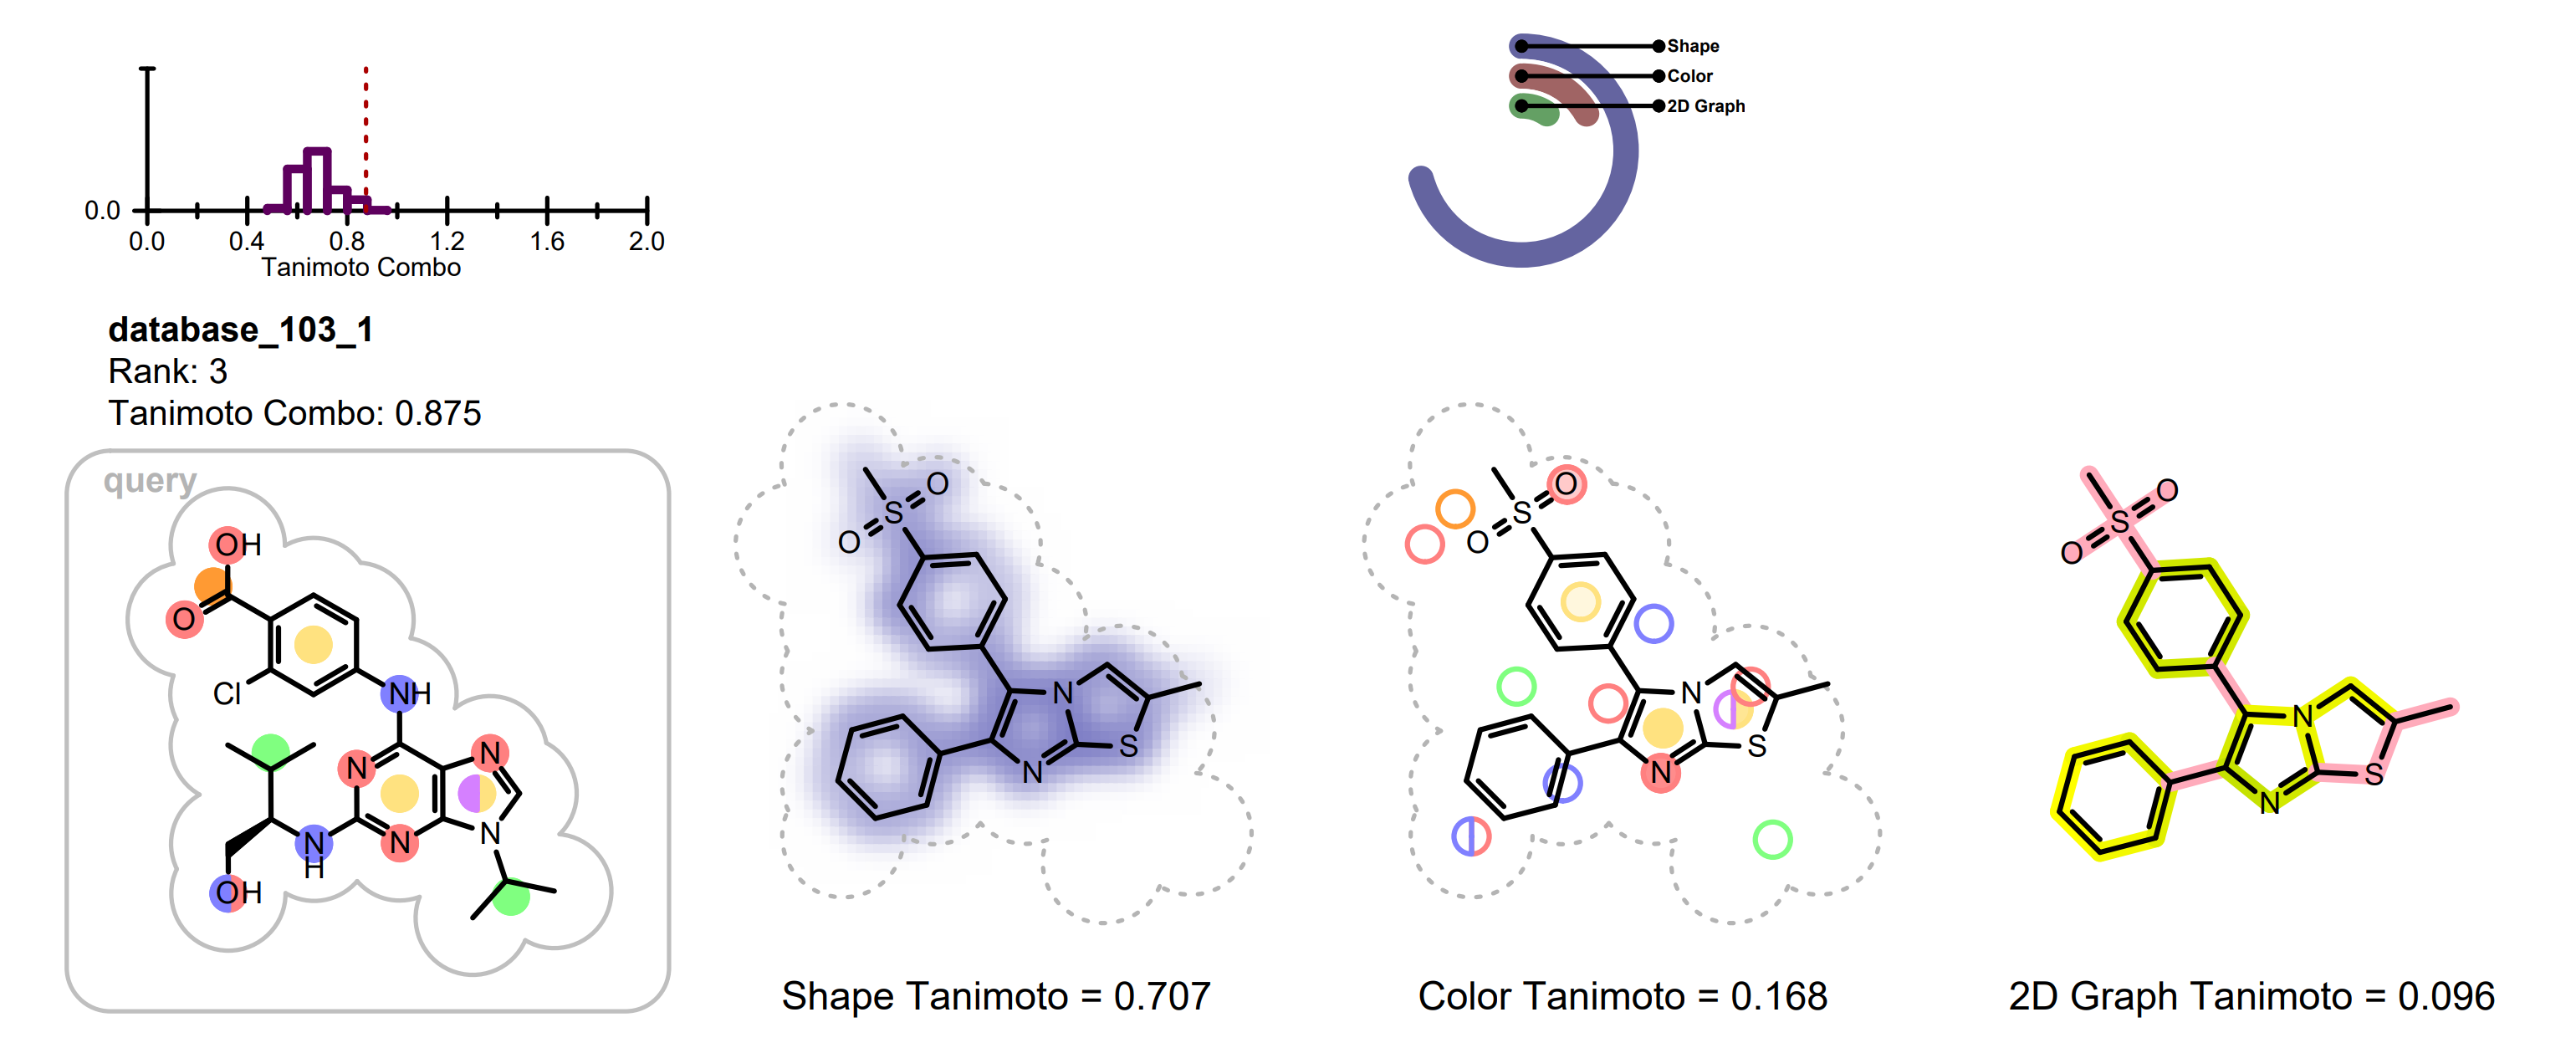 Shape
Color
2D Graph
0.0
0.0 0.4 0.8 1.2 1.6 2.0
Tanimoto Combo
database_103_1
Rank: 3
Tanimoto Combo: 0.875
query
OH
O
Cl
NH
N
N
N
N
N
H
OH
O
S
O
N
S
N
O
S
O
N
S
N
O
S
O
N
S
N
Shape Tanimoto = 0.707
Color Tanimoto = 0.168
2D Graph Tanimoto = 0.096